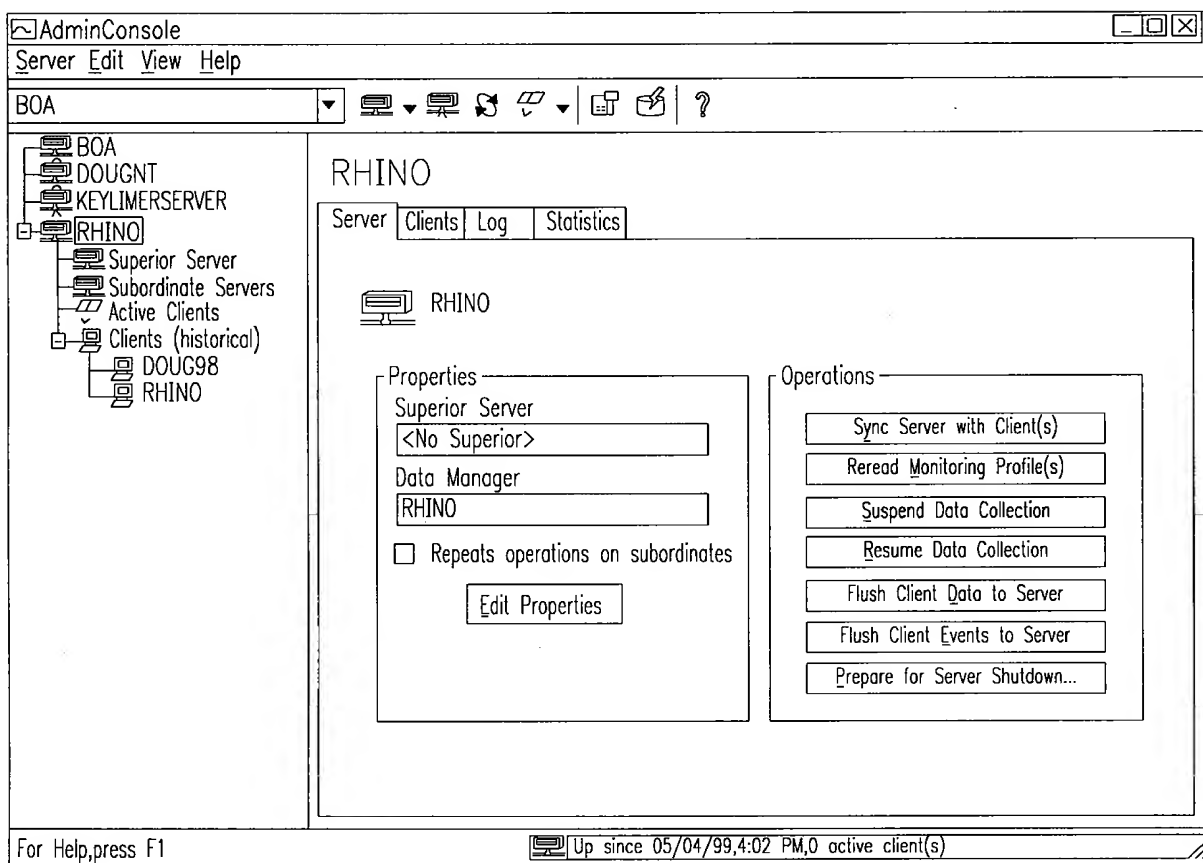 AdminConsole
Server Edit View Help
BOA
?
BOA
DOUGNT
KEYLIMERSERVER
RHINO
Superior Server
Subordinate Servers
Active Clients
Clients (historical)
DOUG98
RHINO
RHINO
Server Clients Log Statistics
RHINO
Properties
Superior Server
<No Superior>
Data Manager
RHINO
Repeats operations on subordinates
Edit Properties
Operations
Sync Server with Client(s)
Reread Monitoring Profile(s)
Suspend Data Collection
Resume Data Collection
Flush Client Data to Server
Flush Client Events to Server
Prepare for Server Shutdown...
For Help,press F1
Up since 05/04/99,4:02 PM,0 active client(s)